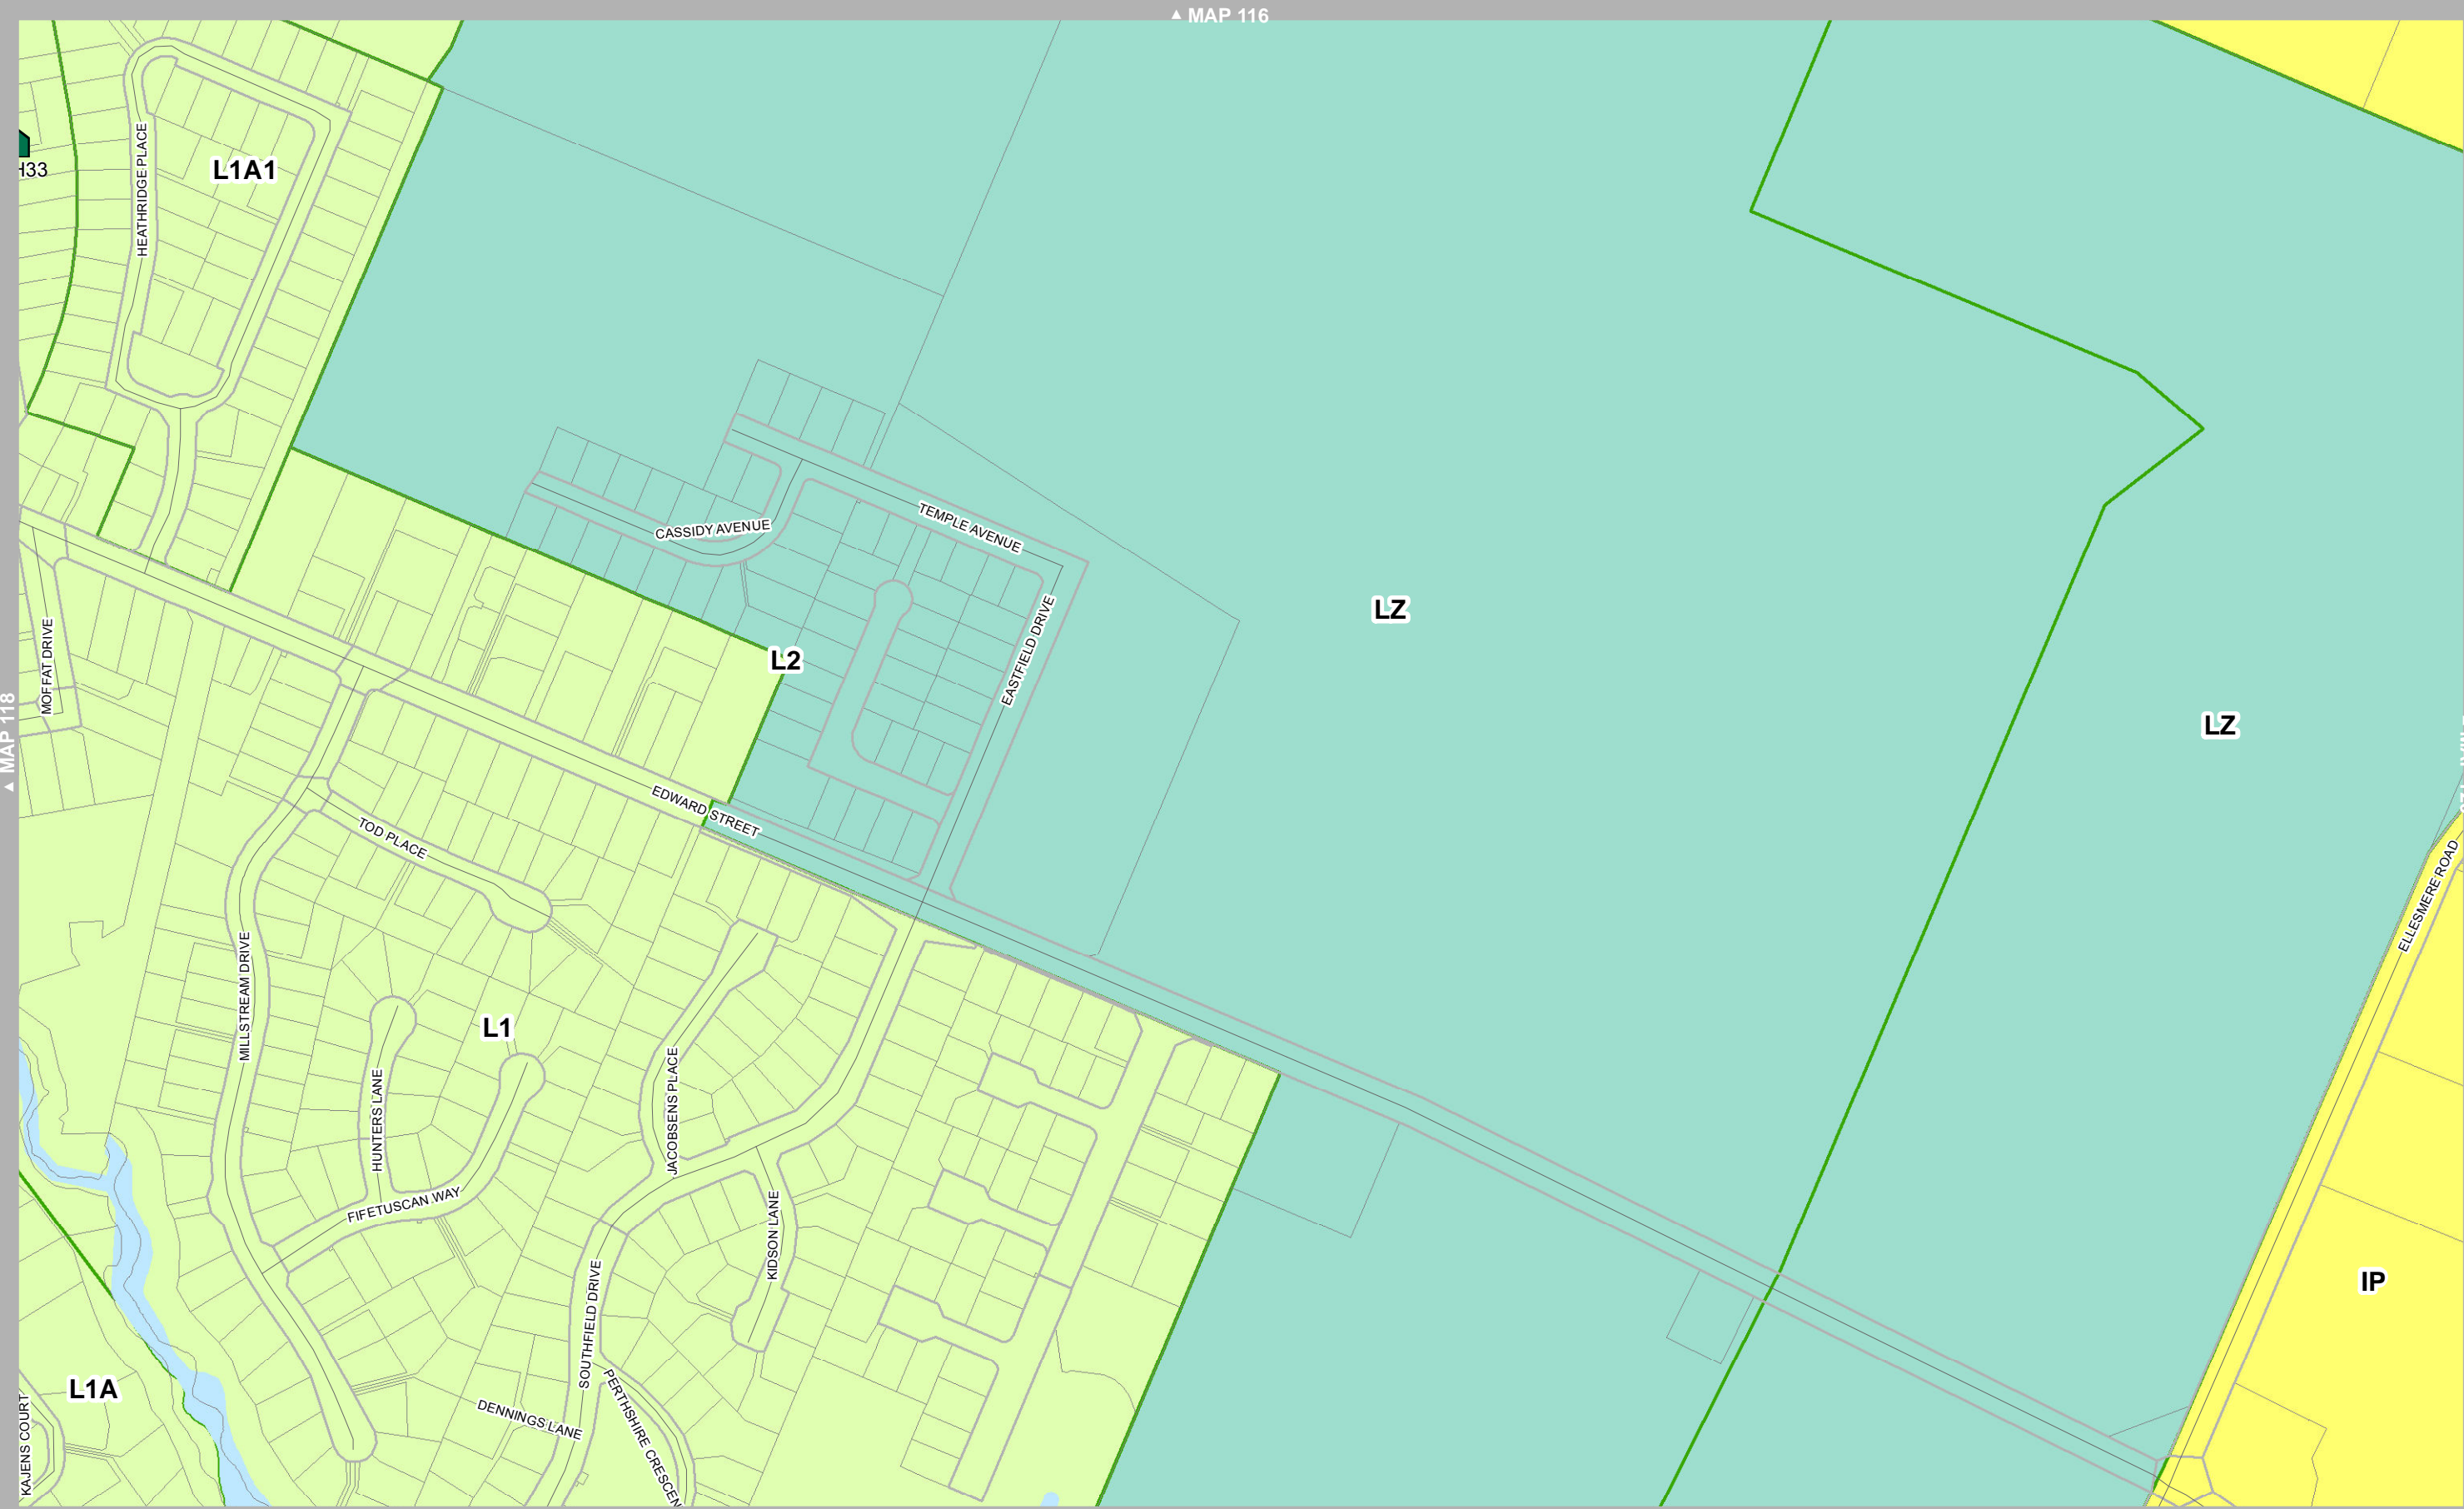 ▲ MAP 116
HEATHRIDGE PLACE
L1A1
H33
CASSIDY AVENUE
TEMPLE AVENUE
EASTFIELD DRIVE
LZ
L2
MOFFAT DRIVE
▲ MAP 118
LZ
EDWARD STREET
TOD PLACE
ELLESMERE ROAD
MILLSTREAM DRIVE
L1
HUNTERS LANE
JACOBSENS PLACE
FIFETUSCAN WAY
KIDSON LANE
SOUTHFIELD DRIVE
IP
L1A
DENNINGS LANE
PERTHSHIRE CRESCEN
KAJENS COURT